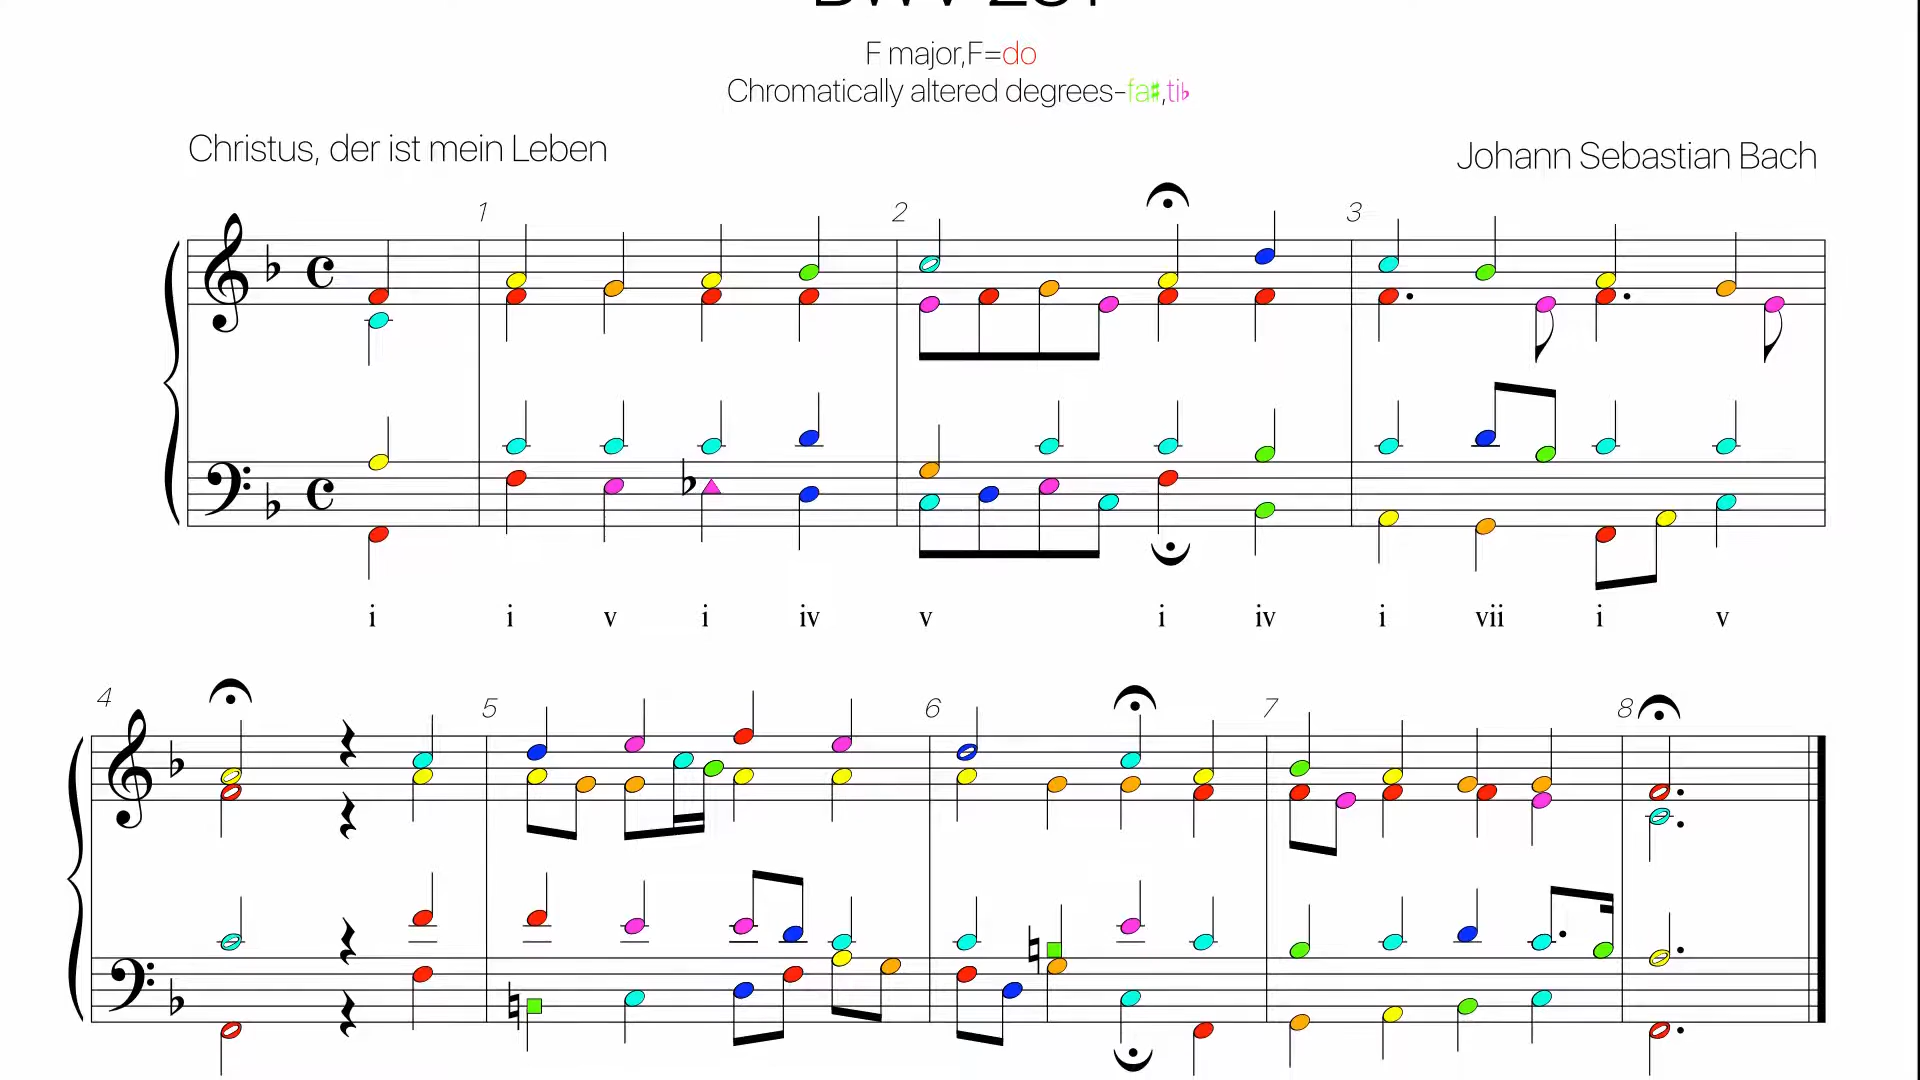 F major,F=do
Chromatically altered degrees-fa♯,ti♭
Christus, der ist mein Leben
Johann Sebastian Bach
1 2 3
i i v i iv v i iv i vii i v
4 5 6 7 8